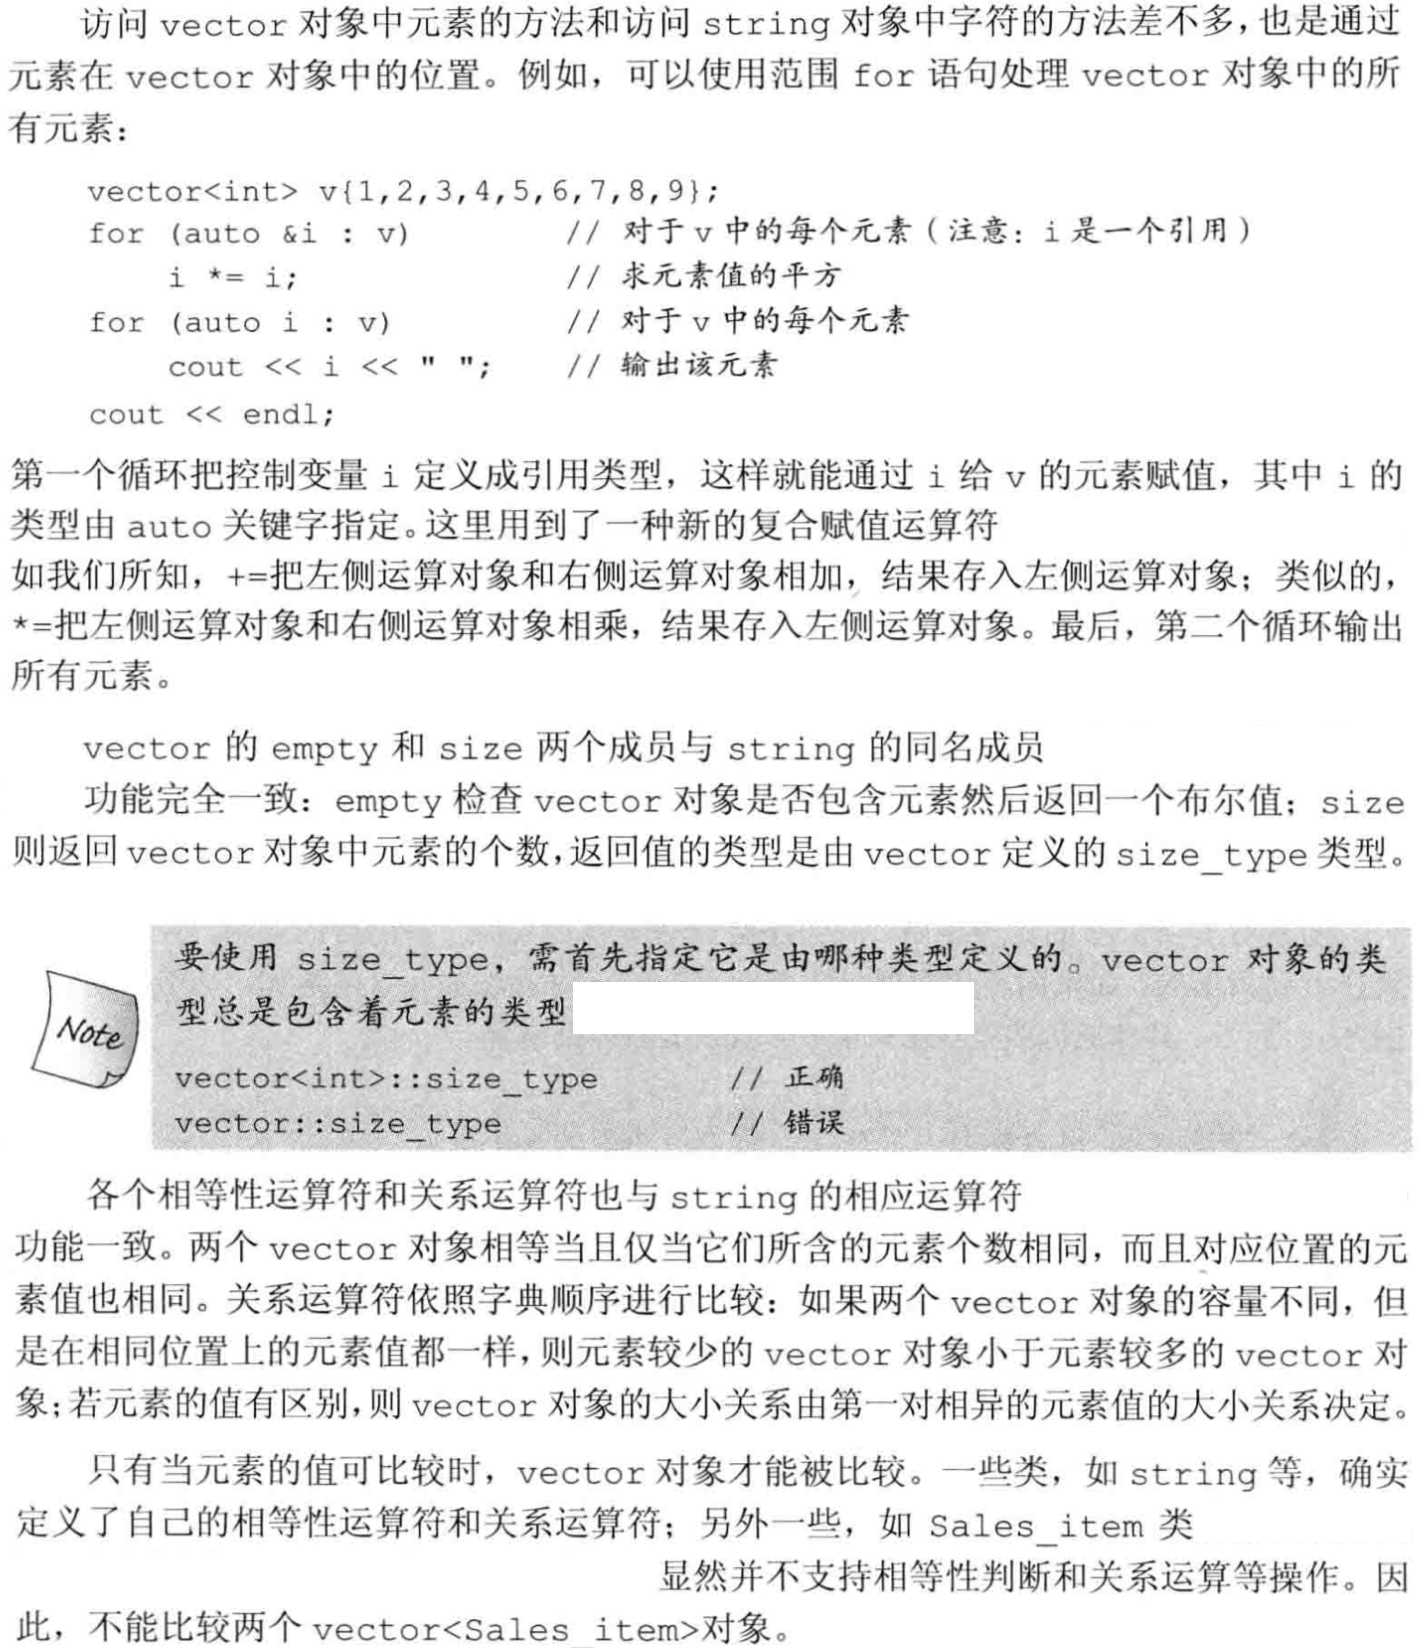 访问 vector 对象中元素的方法和访问 string 对象中字符的方法差不多，也是通过
元素在 vector 对象中的位置。例如，可以使用范围 for 语句处理 vector 对象中的所
有元素：
vector<int> v{1,2,3,4,5,6,7,8,9};
for (auto &i : v) // 对于 v 中的每个元素（注意：i 是一个引用）
i *= i; // 求元素值的平方
for (auto i : v) // 对于 v 中的每个元素
cout << i << " "; // 输出该元素
cout << endl;
第一个循环把控制变量 i 定义成引用类型，这样就能通过 i 给 v 的元素赋值，其中 i 的
类型由 auto 关键字指定。这里用到了一种新的复合赋值运算符
如我们所知，+=把左侧运算对象和右侧运算对象相加，结果存入左侧运算对象；类似的，
*=把左侧运算对象和右侧运算对象相乘，结果存入左侧运算对象。最后，第二个循环输出
所有元素。
vector 的 empty 和 size 两个成员与 string 的同名成员
功能完全一致：empty 检查 vector 对象是否包含元素然后返回一个布尔值；size
则返回 vector 对象中元素的个数，返回值的类型是由 vector 定义的 size_type 类型。
要使用 size_type，需首先指定它是由哪种类型定义的。vector 对象的类
型总是包含着元素的类型
Note
vector<int>::size_type // 正确
vector::size_type // 错误
各个相等性运算符和关系运算符也与 string 的相应运算符
功能一致。两个 vector 对象相等当且仅当它们所含的元素个数相同，而且对应位置的元
素值也相同。关系运算符依照字典顺序进行比较：如果两个 vector 对象的容量不同，但
是在相同位置上的元素值都一样，则元素较少的 vector 对象小于元素较多的 vector 对
象；若元素的值有区别，则 vector 对象的大小关系由第一对相异的元素值的大小关系决定。
只有当元素的值可比较时，vector 对象才能被比较。一些类，如 string 等，确实
定义了自己的相等性运算符和关系运算符；另外一些，如 Sales_item 类
显然并不支持相等性判断和关系运算等操作。因
此，不能比较两个 vector<Sales_item>对象。